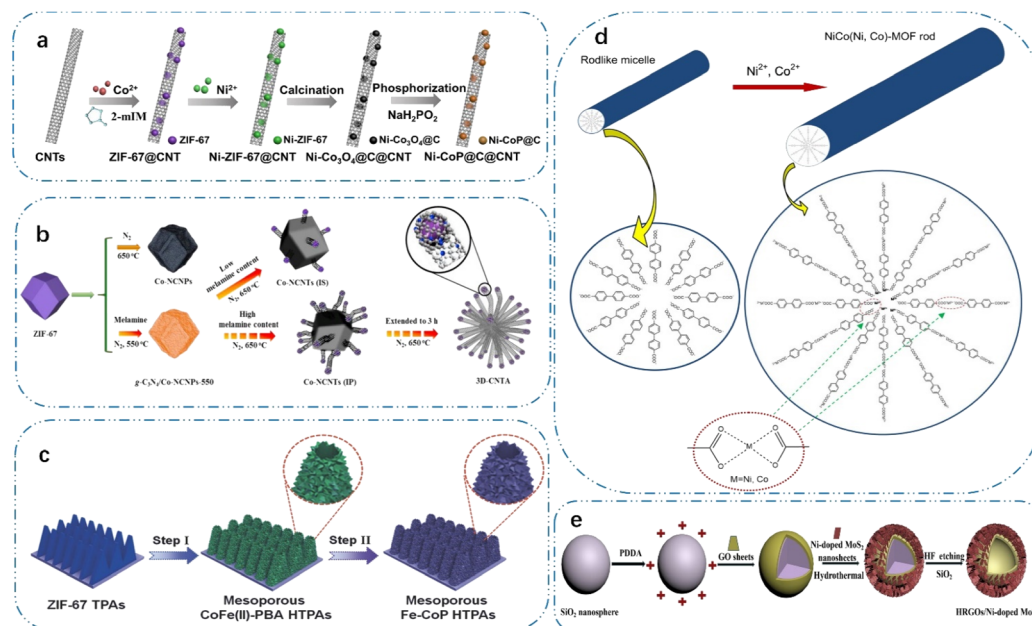 a
Co²⁺
2-mIM
Ni²⁺
Calcination
Phosphorization
NaH₂PO₂
ZIF-67
Ni-ZIF-67
Ni-Co₃O₄@C
Ni-CoP@C
CNTs
ZIF-67@CNT
Ni-ZIF-67@CNT
Ni-Co₃O₄@C@CNT
Ni-CoP@C@CNT
b
ZIF-67
N₂
650 °C
Co-NCNPs
Melamine
N₂, 550 °C
g-C₃N₄/Co-NCNPs-550
Low
melamine content
N₂, 650 °C
Co-NCNTs (IS)
High
melamine content
N₂, 650 °C
Co-NCNTs (IP)
Extended to 3 h
N₂, 650 °C
3D-CNTA
c
ZIF-67 TPAs
Step I
Mesoporous
CoFe(II)-PBA HTPAs
Step II
Mesoporous
Fe-CoP HTPAs
d
Rodlike micelle
Ni²⁺, Co²⁺
NiCo(Ni, Co)-MOF rod
O
O
M
O
O
M=Ni, Co
e
SiO₂ nanosphere
PDDA
GO sheets
Ni-doped MoS₂
nanosheets
Hydrothermal
HF etching
SiO₂
HRGOs/Ni-doped Mo